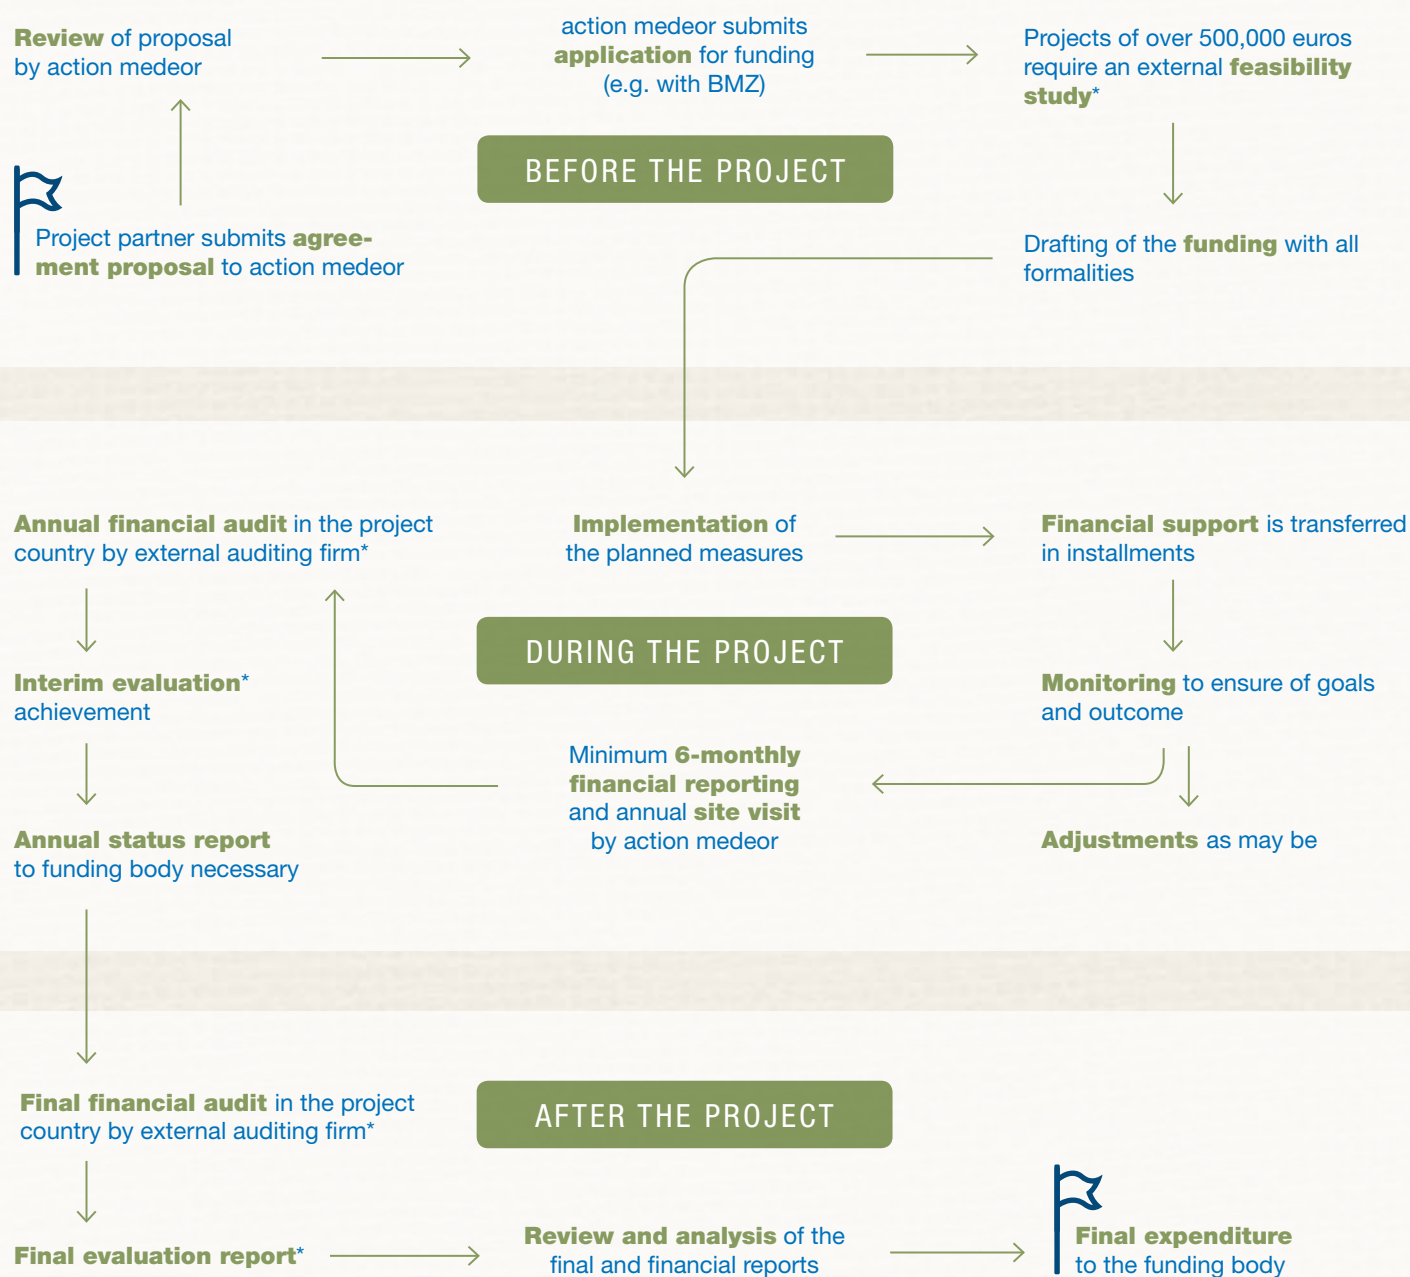 Review of proposal
by action medeor
action medeor submits
application for funding
(e.g. with BMZ)
Projects of over 500,000 euros
require an external feasibility
study*
BEFORE THE PROJECT
Project partner submits agree-
ment proposal to action medeor
Drafting of the funding with all
formalities
Annual financial audit in the project
country by external auditing firm*
Implementation of
the planned measures
Financial support is transferred
in installments
DURING THE PROJECT
Interim evaluation*
achievement
Monitoring to ensure of goals
and outcome
Minimum 6-monthly
financial reporting
and annual site visit
by action medeor
Annual status report
to funding body necessary
Adjustments as may be
Final financial audit in the project
country by external auditing firm*
AFTER THE PROJECT
Final evaluation report*
Review and analysis of the
final and financial reports
Final expenditure
to the funding body